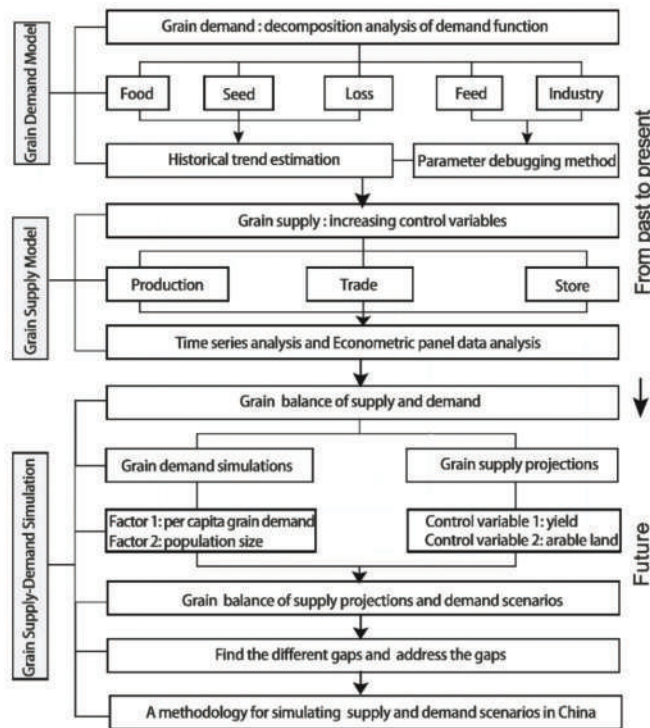 Grain Demand Model
Grain demand : decomposition analysis of demand function
Food
Seed
Loss
Feed
Industry
Historical trend estimation
Parameter debugging method
From past to present
Grain Supply Model
Grain supply : increasing control variables
Production
Trade
Store
Time series analysis and Econometric panel data analysis
Grain Supply-Demand Simulation
Grain balance of supply and demand
Grain demand simulations
Grain supply projections
Factor 1: per capita grain demand
Factor 2: population size
Control variable 1: yield
Control variable 2: arable land
Future
Grain balance of supply projections and demand scenarios
Find the different gaps and address the gaps
A methodology for simulating supply and demand scenarios in China